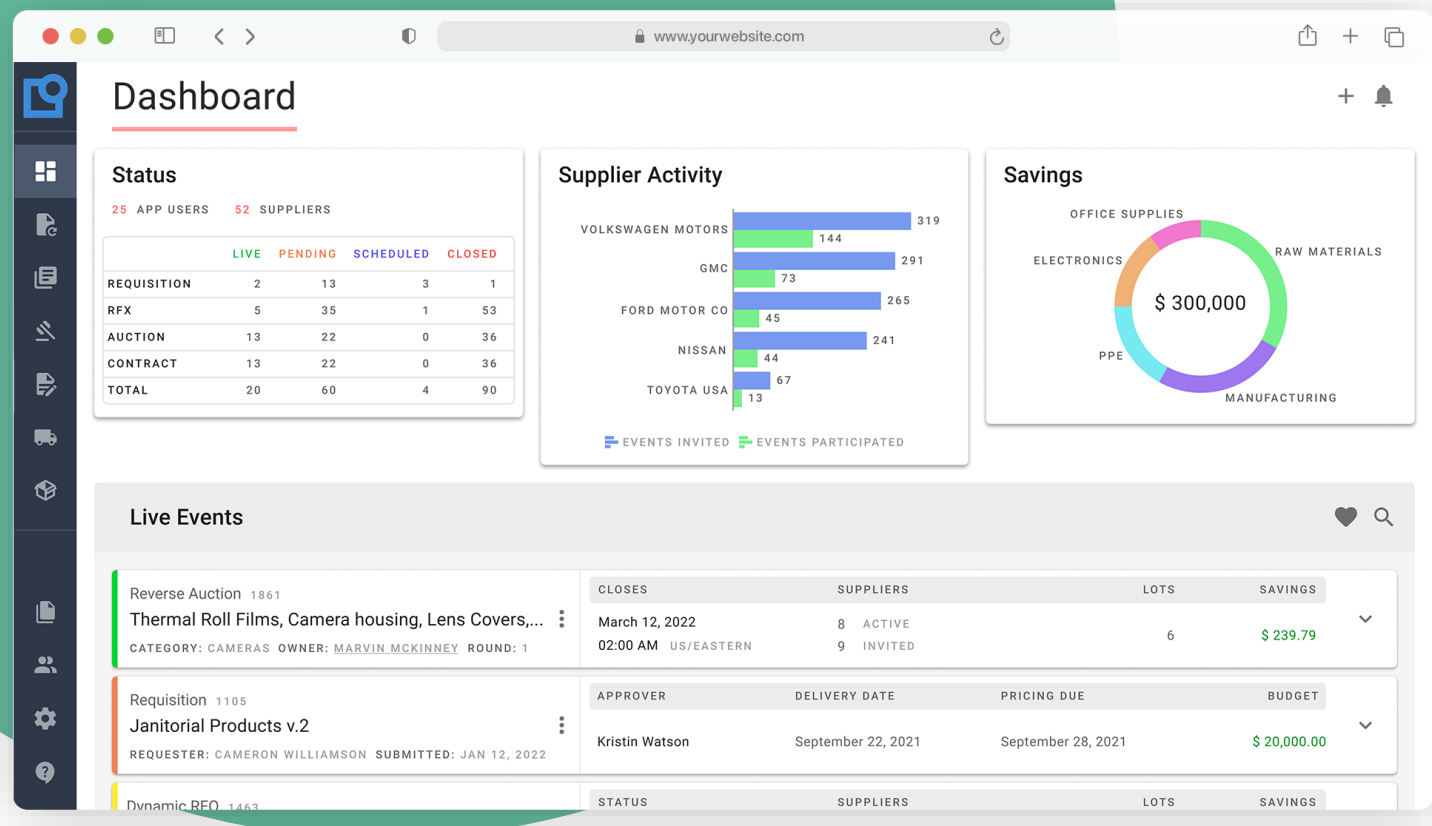 www.yourwebsite.com
Dashboard
Status
25 APP USERS 52 SUPPLIERS
LIVE PENDING SCHEDULED CLOSED
REQUISITION 2 13 3 1
RFX 5 35 1 53
AUCTION 13 22 0 36
CONTRACT 13 22 0 36
TOTAL 20 60 4 90
Supplier Activity
VOLKSWAGEN MOTORS 319
144
GMC 291
73
FORD MOTOR CO 265
45
NISSAN 241
44
TOYOTA USA 67
13
EVENTS INVITED EVENTS PARTICIPATED
Savings
OFFICE SUPPLIES
RAW MATERIALS
ELECTRONICS
$ 300,000
PPE
MANUFACTURING
Live Events
Reverse Auction 1861
Thermal Roll Films, Camera housing, Lens Covers,...
CATEGORY: CAMERAS OWNER: MARVIN MCKINNEY ROUND: 1
CLOSES SUPPLIERS LOTS SAVINGS
March 12, 2022 8 ACTIVE
02:00 AM US/EASTERN 9 INVITED
6 $ 239.79
Requisition 1105
Janitorial Products v.2
REQUESTER: CAMERON WILLIAMSON SUBMITTED: JAN 12, 2022
APPROVER DELIVERY DATE PRICING DUE BUDGET
Kristin Watson September 22, 2021 September 28, 2021 $ 20,000.00
Dynamic RFQ 1463
STATUS SUPPLIERS LOTS SAVINGS